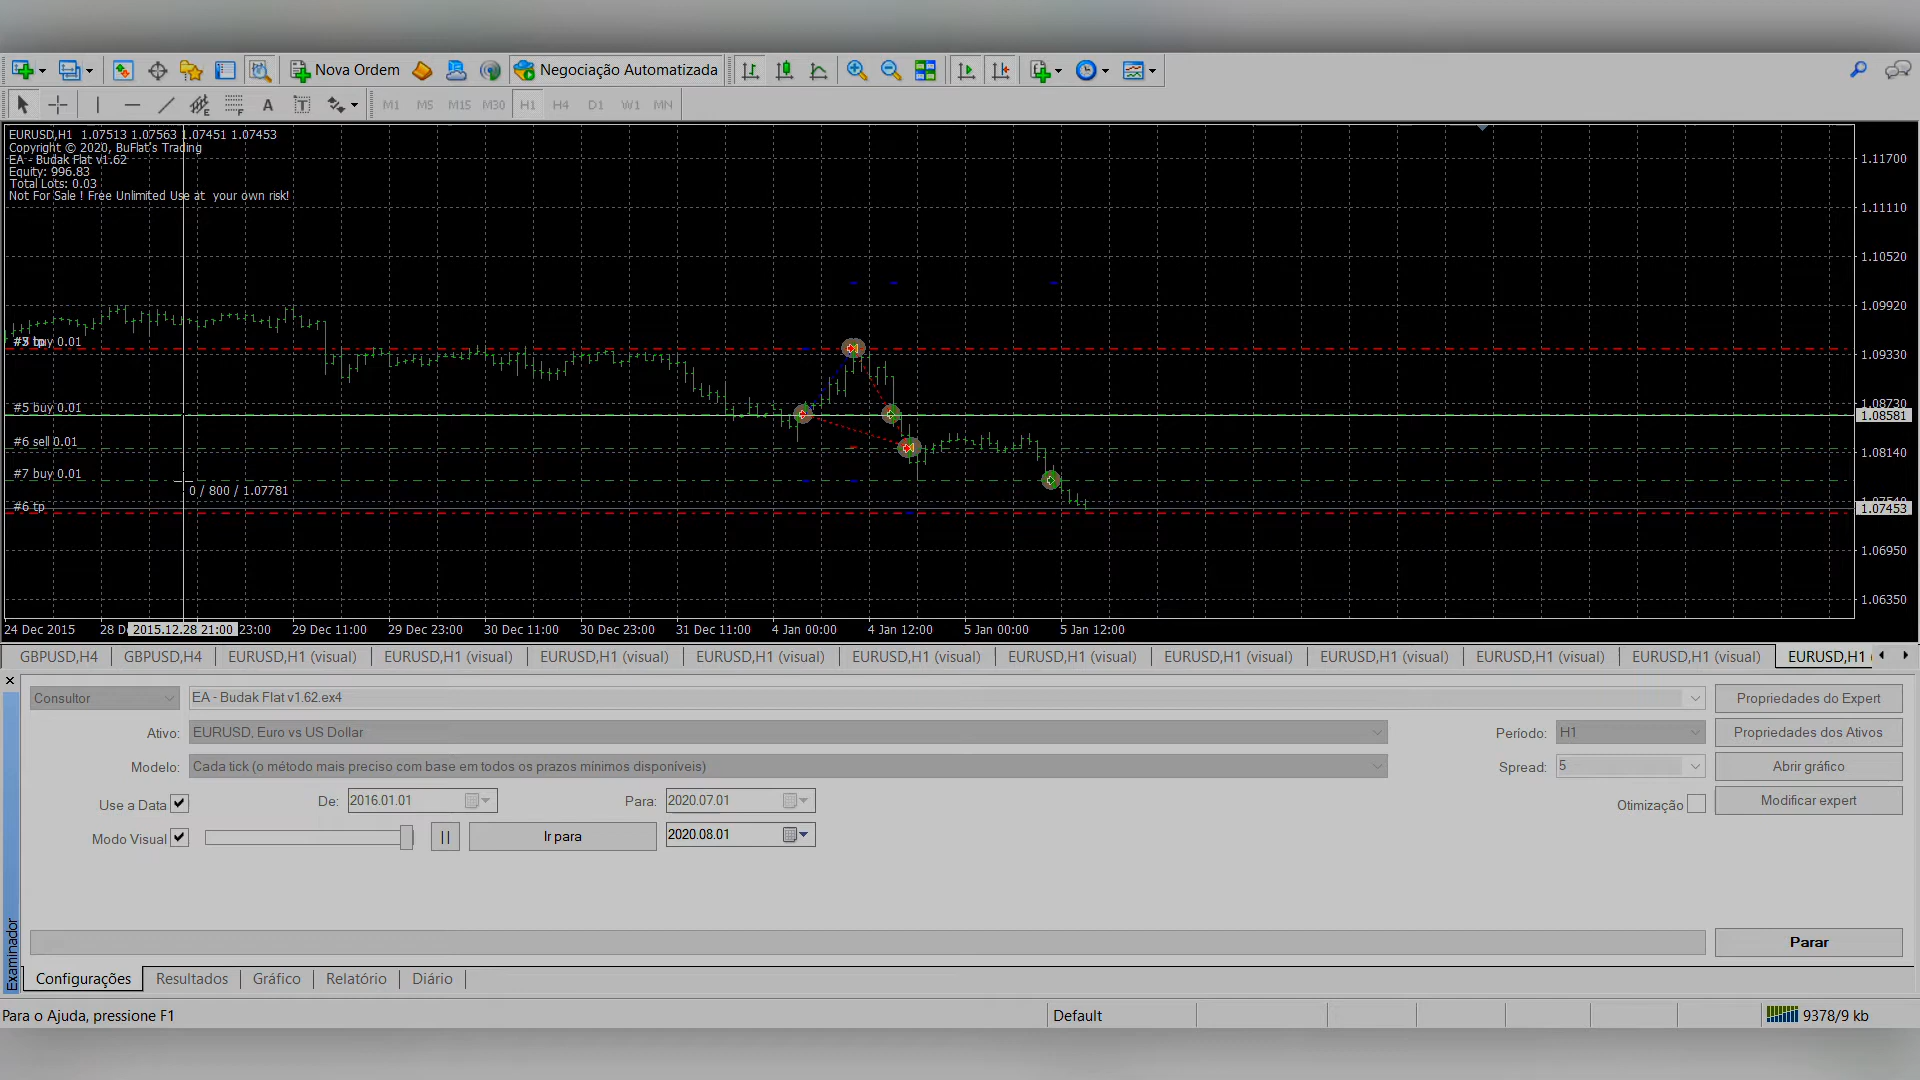 Nova Ordem
Negociação Automatizada
A
T
M1 M5 M15 M30 H1 H4 D1 W1 MN
EURUSD,H1 1.07513 1.07563 1.07451 1.07453
Copyright © 2020, BuFlat's Trading
EA - Budak Flat v1.62
Equity: 996.83
Total Lots: 0.03
Not For Sale ! Free Unlimited Use at your own risk!
1.11700
1.11110
1.10520
1.09920
1.09330
1.08730
1.08581
1.08140
1.07453
1.06950
1.06350
buy 0.01
#5 buy 0.01
#6 sell 0.01
#7 buy 0.01
0 / 800 / 1.07781
#6 tp
24 Dec 2015 28 D 2015.12.28 21:00 23:00 29 Dec 11:00 29 Dec 23:00 30 Dec 11:00 30 Dec 23:00 31 Dec 11:00 4 Jan 00:00 4 Jan 12:00 5 Jan 00:00 5 Jan 12:00
GBPUSD,H4 GBPUSD,H4 EURUSD,H1 (visual) EURUSD,H1 (visual) EURUSD,H1 (visual) EURUSD,H1 (visual) EURUSD,H1 (visual) EURUSD,H1 (visual) EURUSD,H1 (visual) EURUSD,H1 (visual) EURUSD,H1 (visual) EURUSD,H1 (visual) EURUSD,H1 (
Consultor
EA - Budak Flat v1.62.ex4
Propriedades do Expert
Ativo: EURUSD, Euro vs US Dollar
Período: H1
Propriedades dos Ativos
Modelo: Cada tick (o método mais preciso com base em todos os prazos mínimos disponíveis)
Spread: 5
Abrir gráfico
Use a Data
De: 2016.01.01
Para: 2020.07.01
Otimização
Modificar expert
Modo Visual
Ir para
2020.08.01
Parar
Examinador
Configurações Resultados Gráfico Relatório Diário
Para o Ajuda, pressione F1
Default
9378/9 kb